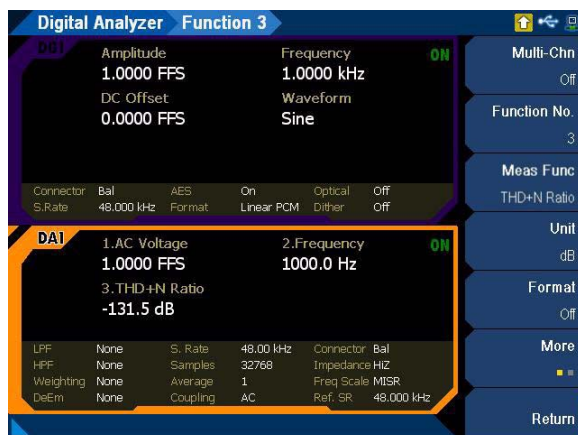 Digital Analyzer Function 3
DG1
Amplitude Frequency ON
1.0000 FFS 1.0000 kHz
DC Offset Waveform
0.0000 FFS Sine
Connector Bal AES On Optical Off
S.Rate 48.000 kHz Format Linear PCM Dither Off
DA1
1.AC Voltage 2.Frequency ON
1.0000 FFS 1000.0 Hz
3.THD+N Ratio
-131.5 dB
LPF None S. Rate 48.00 kHz Connector Bal
HPF None Samples 32768 Impedance HiZ
Weighting None Average 1 Freq Scale MISR
DeEm None Coupling AC Ref. SR 48.000 kHz
Multi-Chn
Off
Function No.
3
Meas Func
THD+N Ratio
Unit
dB
Format
Off
More
Return